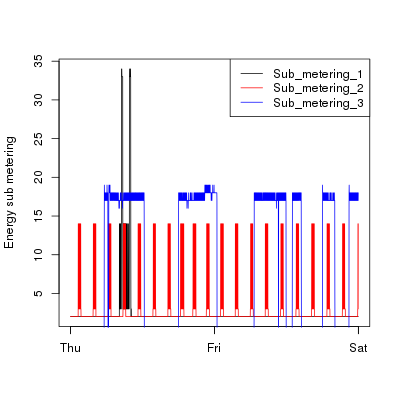 Sub_metering_1
Sub_metering_2
Sub_metering_3
Energy sub metering
35
30
25
20
15
10
5
Thu Fri Sat